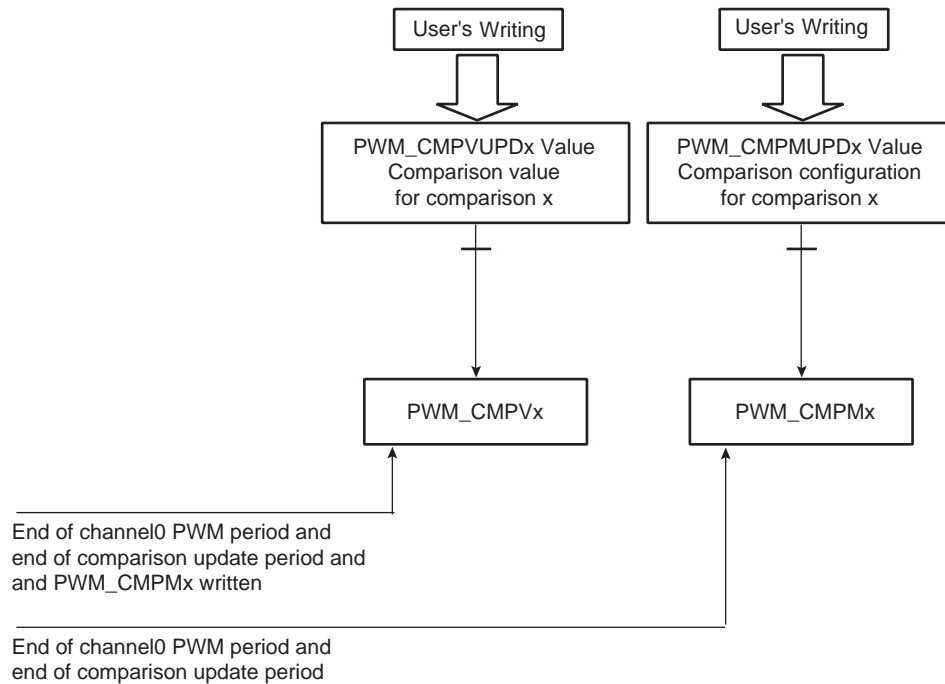 User's Writing
User's Writing
PWM_CMPVUPDx Value
Comparison value
for comparison x
PWM_CMPMUPDx Value
Comparison configuration
for comparison x
PWM_CMPVx
PWM_CMPMx
End of channel0 PWM period and
end of comparison update period and
and PWM_CMPMx written
End of channel0 PWM period and
end of comparison update period